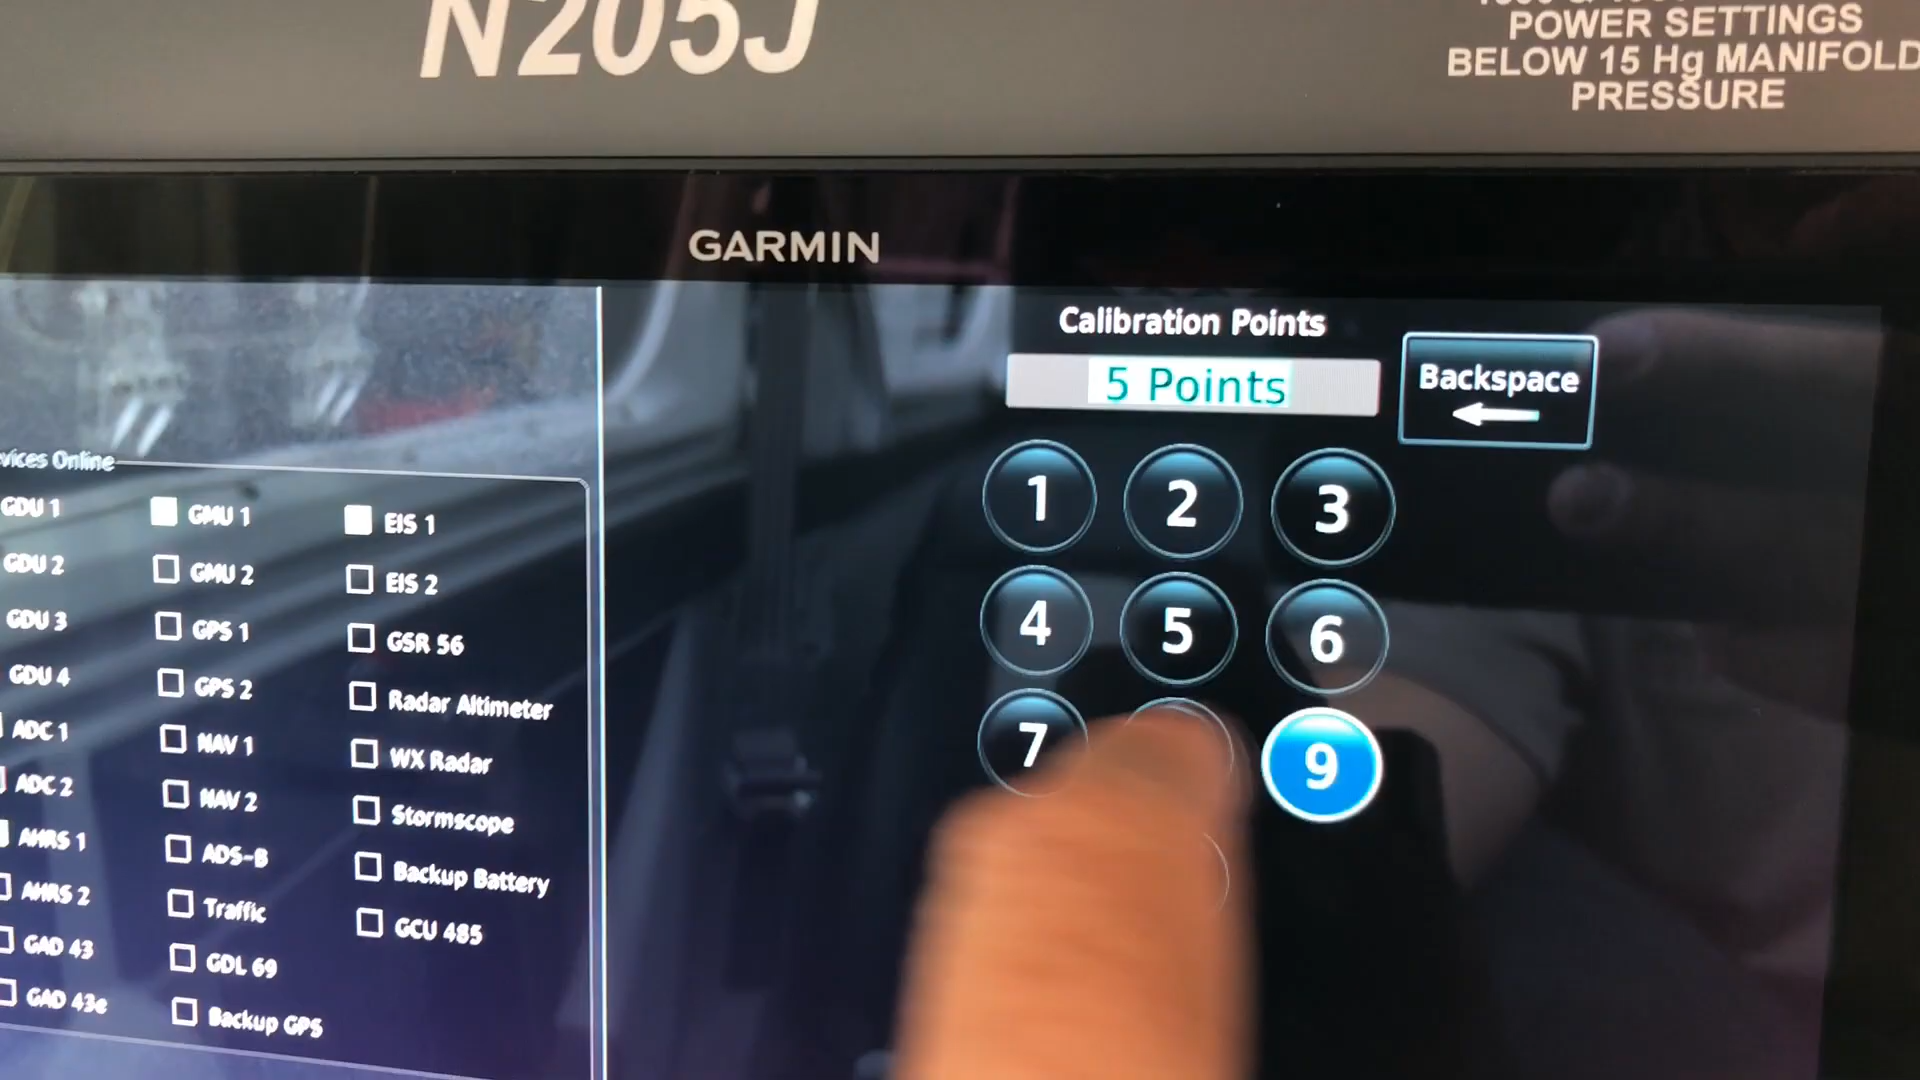 N205J
POWER SETTINGS
BELOW 15 Hg MANIFOLD
PRESSURE
GARMIN
Calibration Points
5 Points
Backspace
1 2 3
4 5 6
7 9
vices Online
GDU 1
GDU 2
GDU 3
GDU 4
ADC 1
ADC 2
AHRS 1
AHRS 2
GAD 43
GAD 43e
GMU 1
GMU 2
GPS 1
GPS 2
NAV 1
NAV 2
ADS-B
Traffic
GDL 69
Backup GPS
EIS 1
EIS 2
GSR 56
Radar Altimeter
WX Radar
Stormscope
Backup Battery
GCU 485